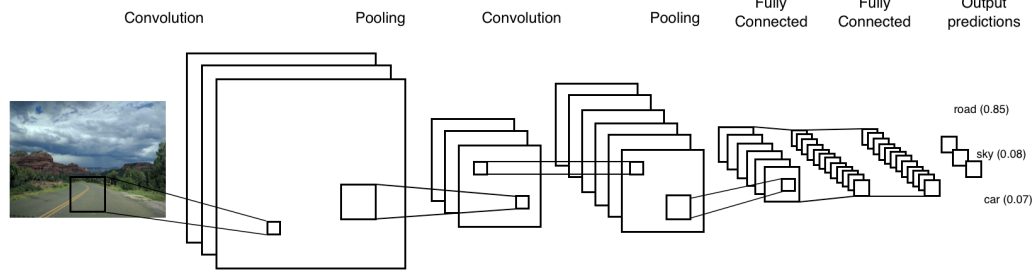 Convolution
Pooling
Convolution
Pooling
Fully
Connected
Fully
Connected
Output
predictions
road (0.85)
sky (0.08)
car (0.07)